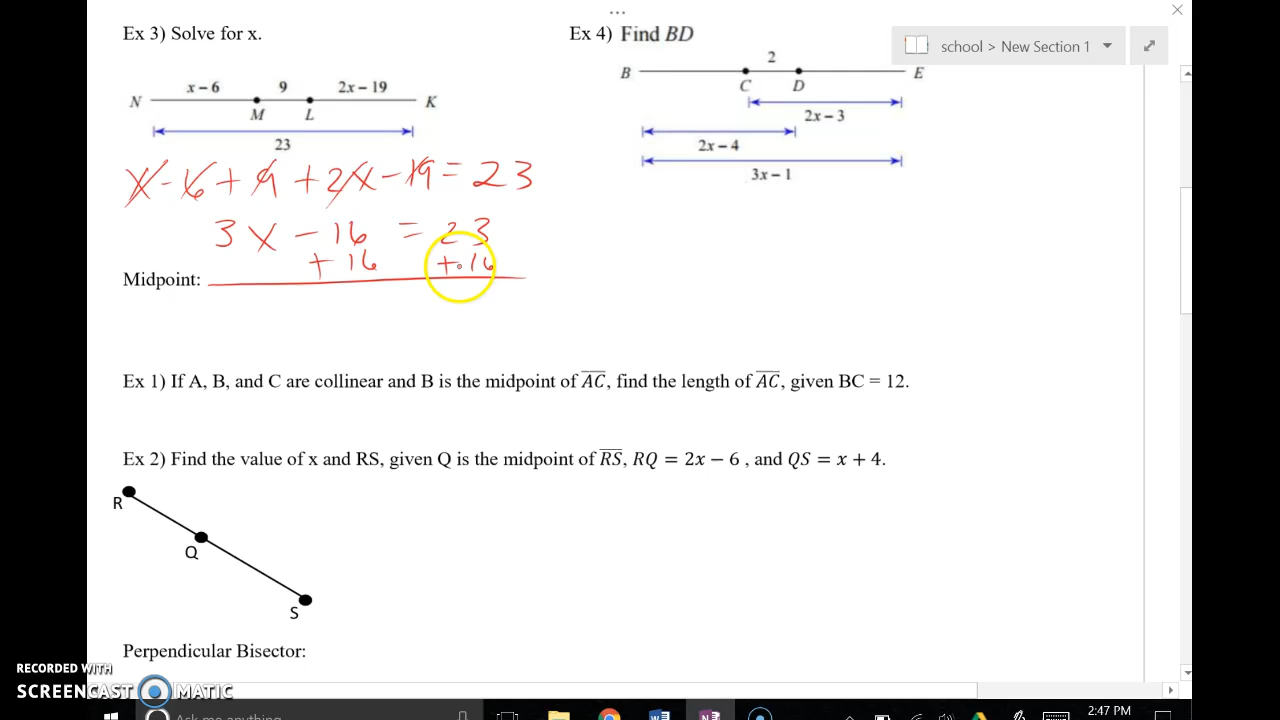 Ex 3) Solve for x.
x – 6 9 2x – 19
N M L K
23
x - 6 + 9 + 2x - 19 = 23
3x - 16 = 23
+ 16 + 16
Ex 4) Find BD
2
B C D E
2x – 3
2x – 4
3x – 1
school > New Section 1
Midpoint:
Ex 1) If A, B, and C are collinear and B is the midpoint of A͞C͞, find the length of A͞C͞, given BC = 12.
Ex 2) Find the value of x and RS, given Q is the midpoint of R͞S͞, RQ = 2x − 6 , and QS = x + 4.
R
Q
S
Perpendicular Bisector:
RECORDED WITH
SCREENCAST MATIC
Ask me anything
2:47 PM